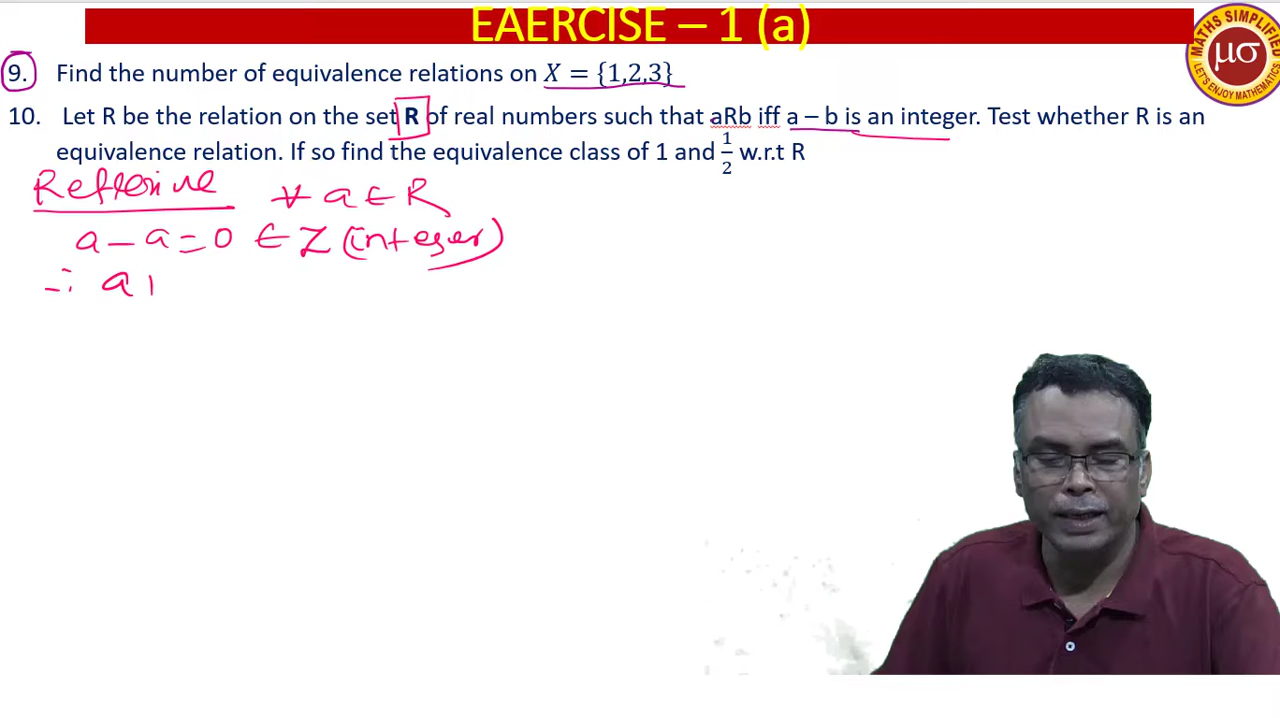 EAERCISE – 1 (a)
MATHS SIMPLIFIED
μσ
LET'S ENJOY MATHEMATICS
9. Find the number of equivalence relations on X = {1,2,3}
10. Let R be the relation on the set R of real numbers such that aRb iff a – b is an integer. Test whether R is an
equivalence relation. If so find the equivalence class of 1 and 1/2 w.r.t R
Reflexive ∀ a ∈ R
a – a = 0 ∈ Z (integer)
∴ a